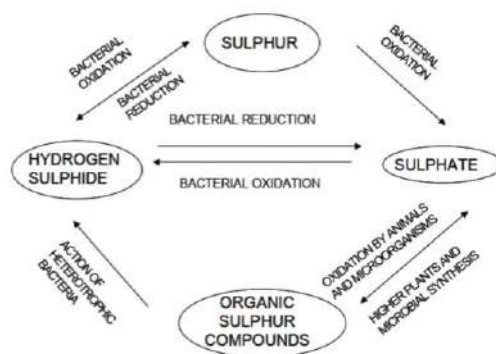 SULPHUR
BACTERIAL
OXIDATION
BACTERIAL
REDUCTION
BACTERIAL
OXIDATION
BACTERIAL REDUCTION
HYDROGEN
SULPHIDE
SULPHATE
BACTERIAL OXIDATION
ACTION OF
HETEROTROPHIC
BACTERIA
OXIDATION BY ANIMALS
AND MICROORGANISMS
HIGHER PLANTS AND
MICROBIAL SYNTHESIS
ORGANIC
SULPHUR
COMPOUNDS